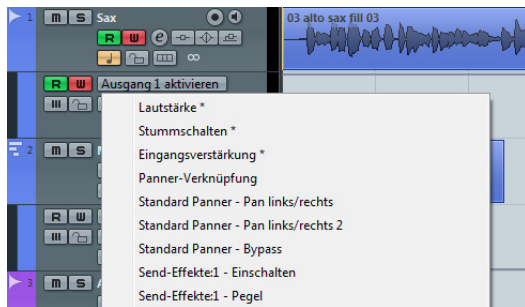 1 m S Sax
03 alto sax fill 03
R W e
R W Ausgang 1 aktivieren
Lautstärke *
Stummschalten *
Eingangsverstärkung *
2 m S
Panner-Verknüpfung
Standard Panner - Pan links/rechts
R W
Standard Panner - Pan links/rechts 2
Standard Panner - Bypass
Send-Effekte:1 - Einschalten
3 m S
Send-Effekte:1 - Pegel